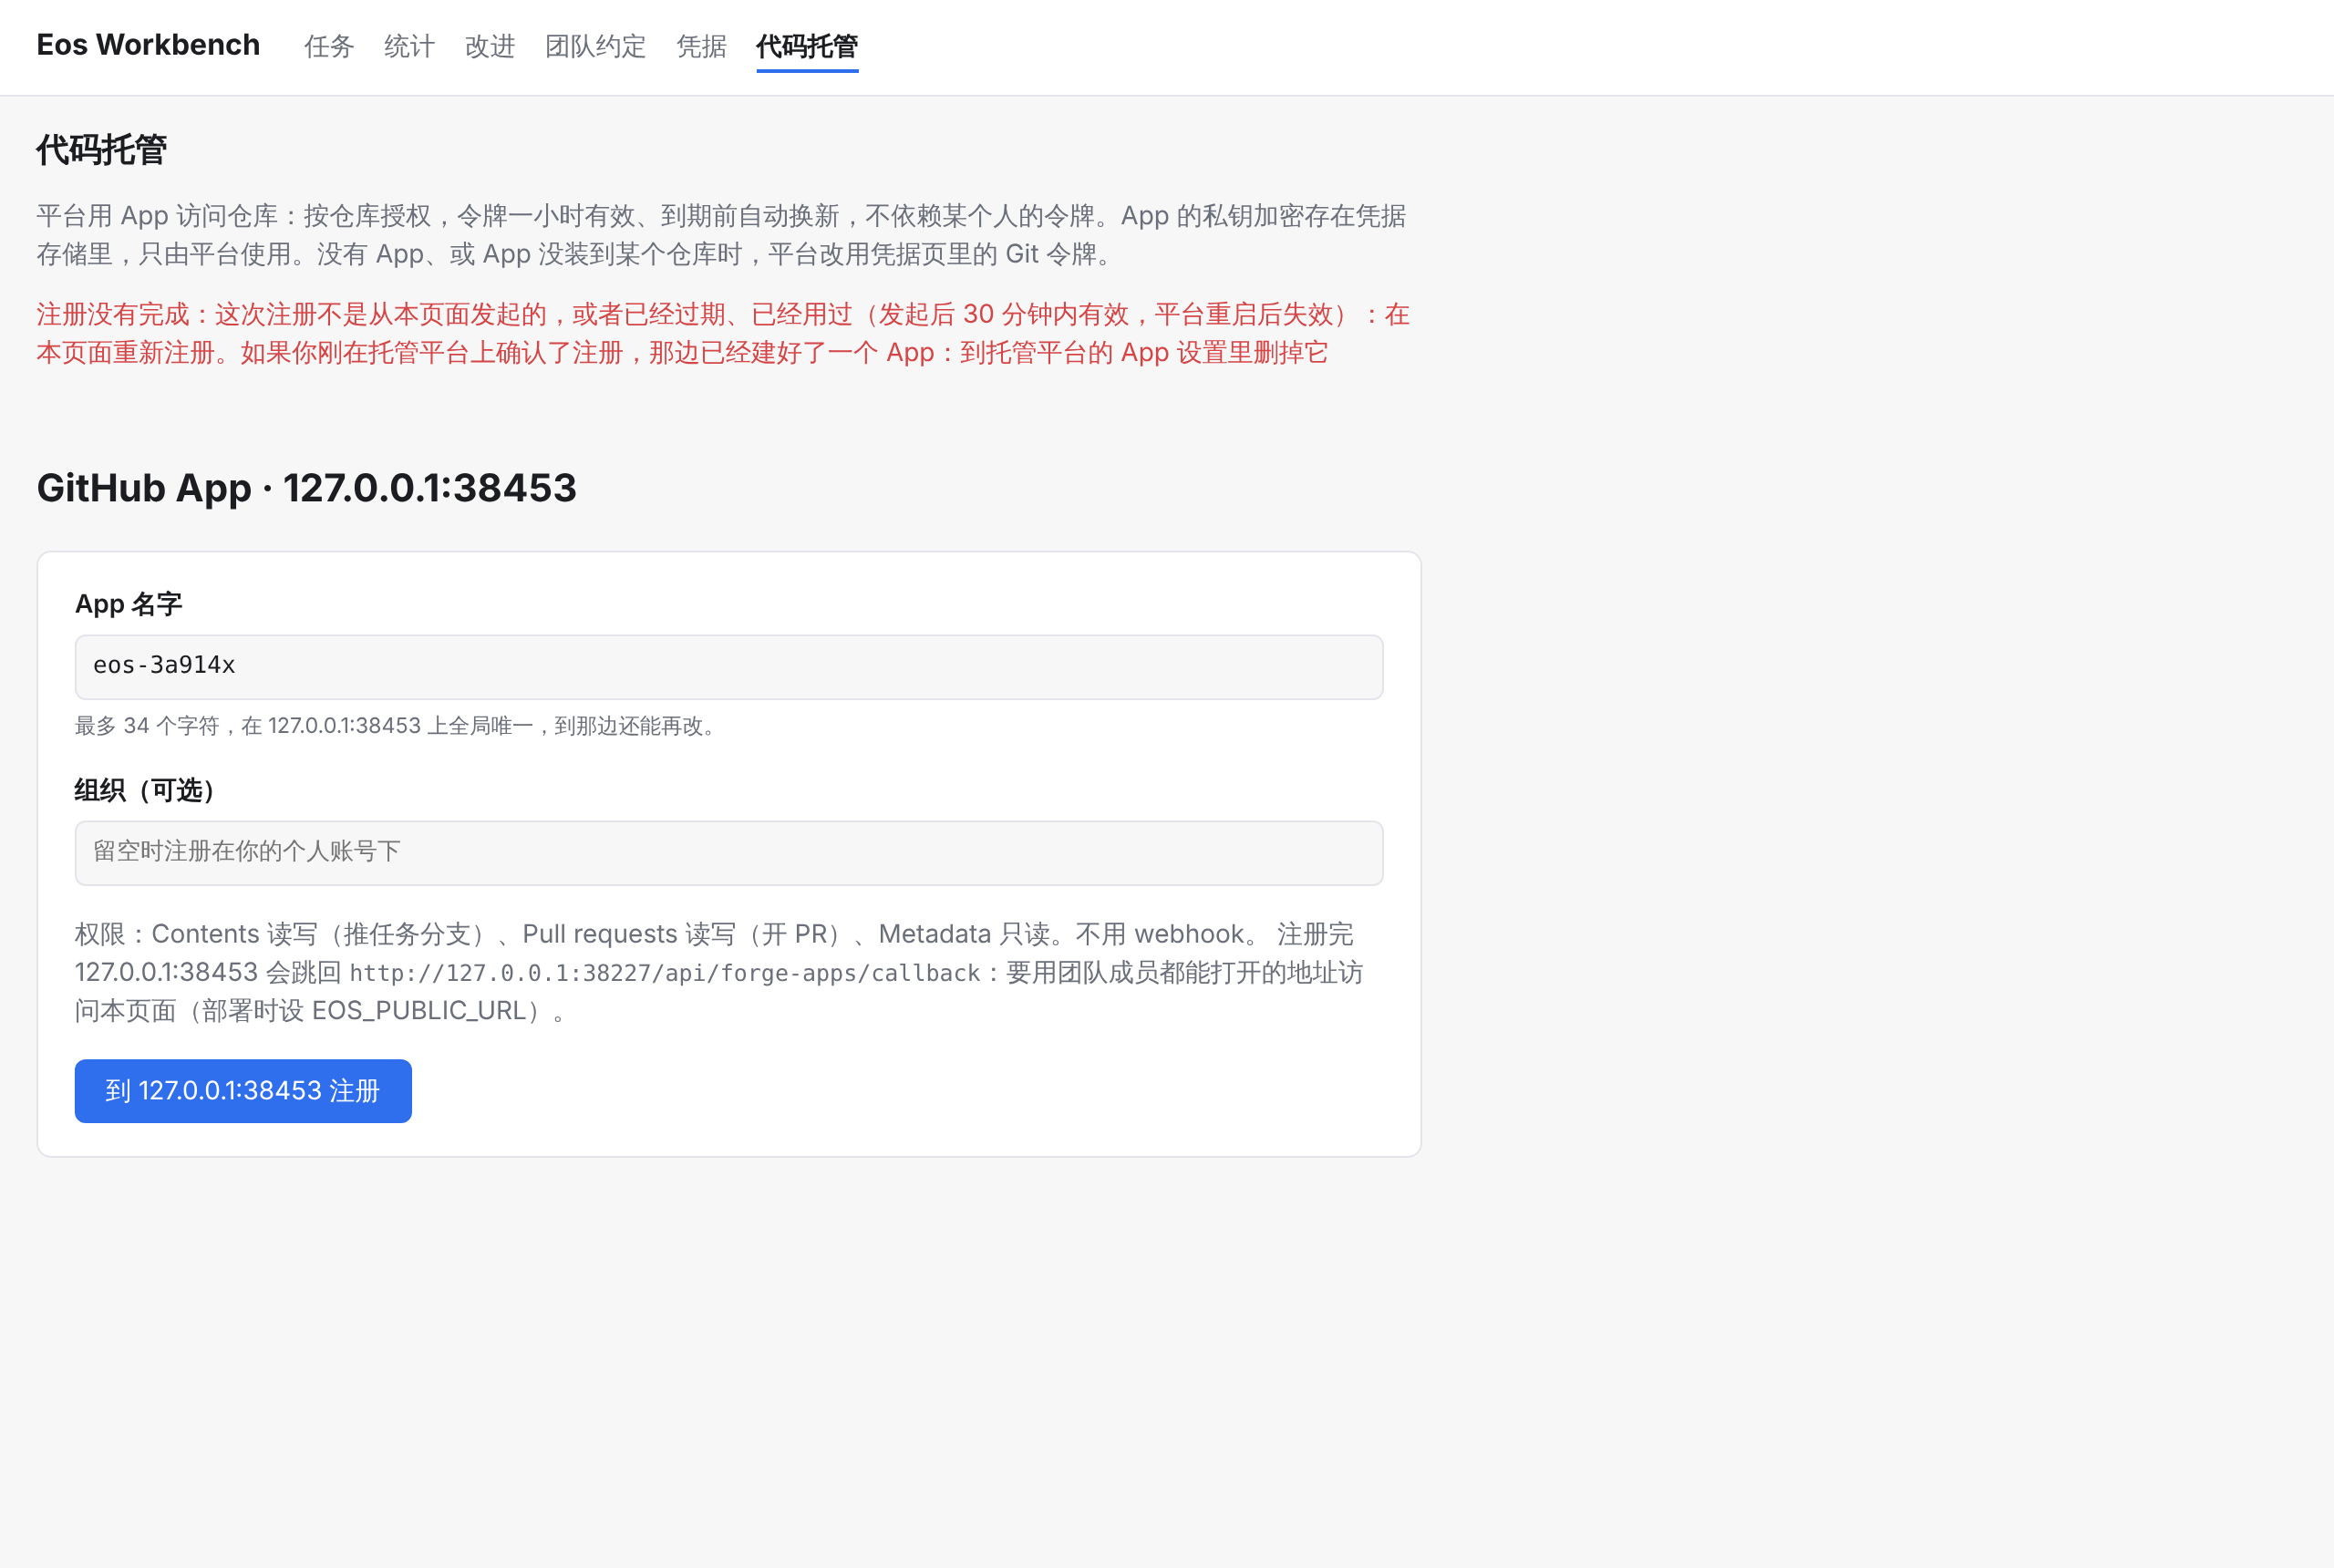 Eos Workbench 任务 统计 改进 团队约定 凭据 代码托管
代码托管
平台用 App 访问仓库：按仓库授权，令牌一小时有效、到期前自动换新，不依赖某个人的令牌。App 的私钥加密存在凭据
存储里，只由平台使用。没有 App、或 App 没装到某个仓库时，平台改用凭据页里的 Git 令牌。
注册没有完成：这次注册不是从本页面发起的，或者已经过期、已经用过（发起后 30 分钟内有效，平台重启后失效）：在
本页面重新注册。如果你刚在托管平台上确认了注册，那边已经建好了一个 App：到托管平台的 App 设置里删掉它
GitHub App · 127.0.0.1:38453
App 名字
eos-3a914x
最多 34 个字符，在 127.0.0.1:38453 上全局唯一，到那边还能再改。
组织（可选）
留空时注册在你的个人账号下
权限：Contents 读写（推任务分支）、Pull requests 读写（开 PR）、Metadata 只读。不用 webhook。 注册完
127.0.0.1:38453 会跳回 http://127.0.0.1:38227/api/forge-apps/callback：要用团队成员都能打开的地址访
问本页面（部署时设 EOS_PUBLIC_URL）。
到 127.0.0.1:38453 注册